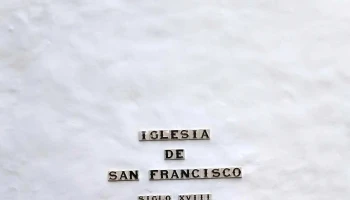 IGLESIA
DE
SAN FRANCISCO
SIGLO XVIII